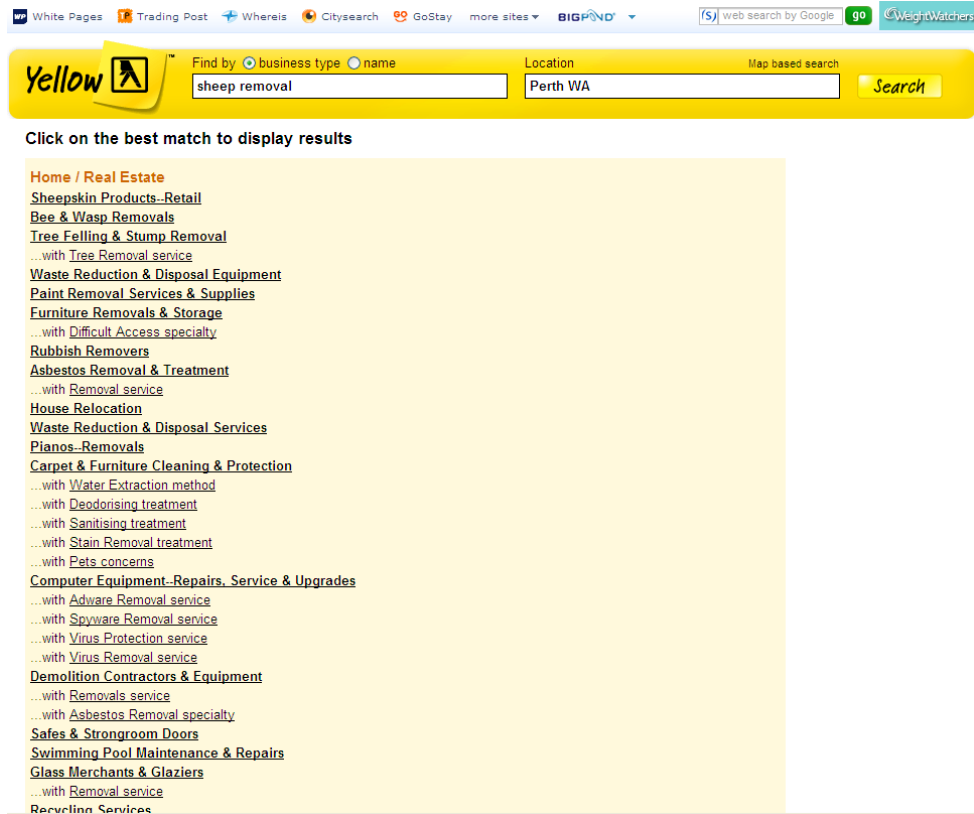 White Pages Trading Post Whereis Citysearch GoStay more sites BIGPOND web search by Google go WeightWatchers
Yellow ™
Find by business type name Location Map based search
sheep removal Perth WA Search
Click on the best match to display results
Home / Real Estate
Sheepskin Products--Retail
Bee & Wasp Removals
Tree Felling & Stump Removal
...with Tree Removal service
Waste Reduction & Disposal Equipment
Paint Removal Services & Supplies
Furniture Removals & Storage
...with Difficult Access specialty
Rubbish Removers
Asbestos Removal & Treatment
...with Removal service
House Relocation
Waste Reduction & Disposal Services
Pianos--Removals
Carpet & Furniture Cleaning & Protection
...with Water Extraction method
...with Deodorising treatment
...with Sanitising treatment
...with Stain Removal treatment
...with Pets concerns
Computer Equipment--Repairs, Service & Upgrades
...with Adware Removal service
...with Spyware Removal service
...with Virus Protection service
...with Virus Removal service
Demolition Contractors & Equipment
...with Removals service
...with Asbestos Removal specialty
Safes & Strongroom Doors
Swimming Pool Maintenance & Repairs
Glass Merchants & Glaziers
...with Removal service
Recycling Services